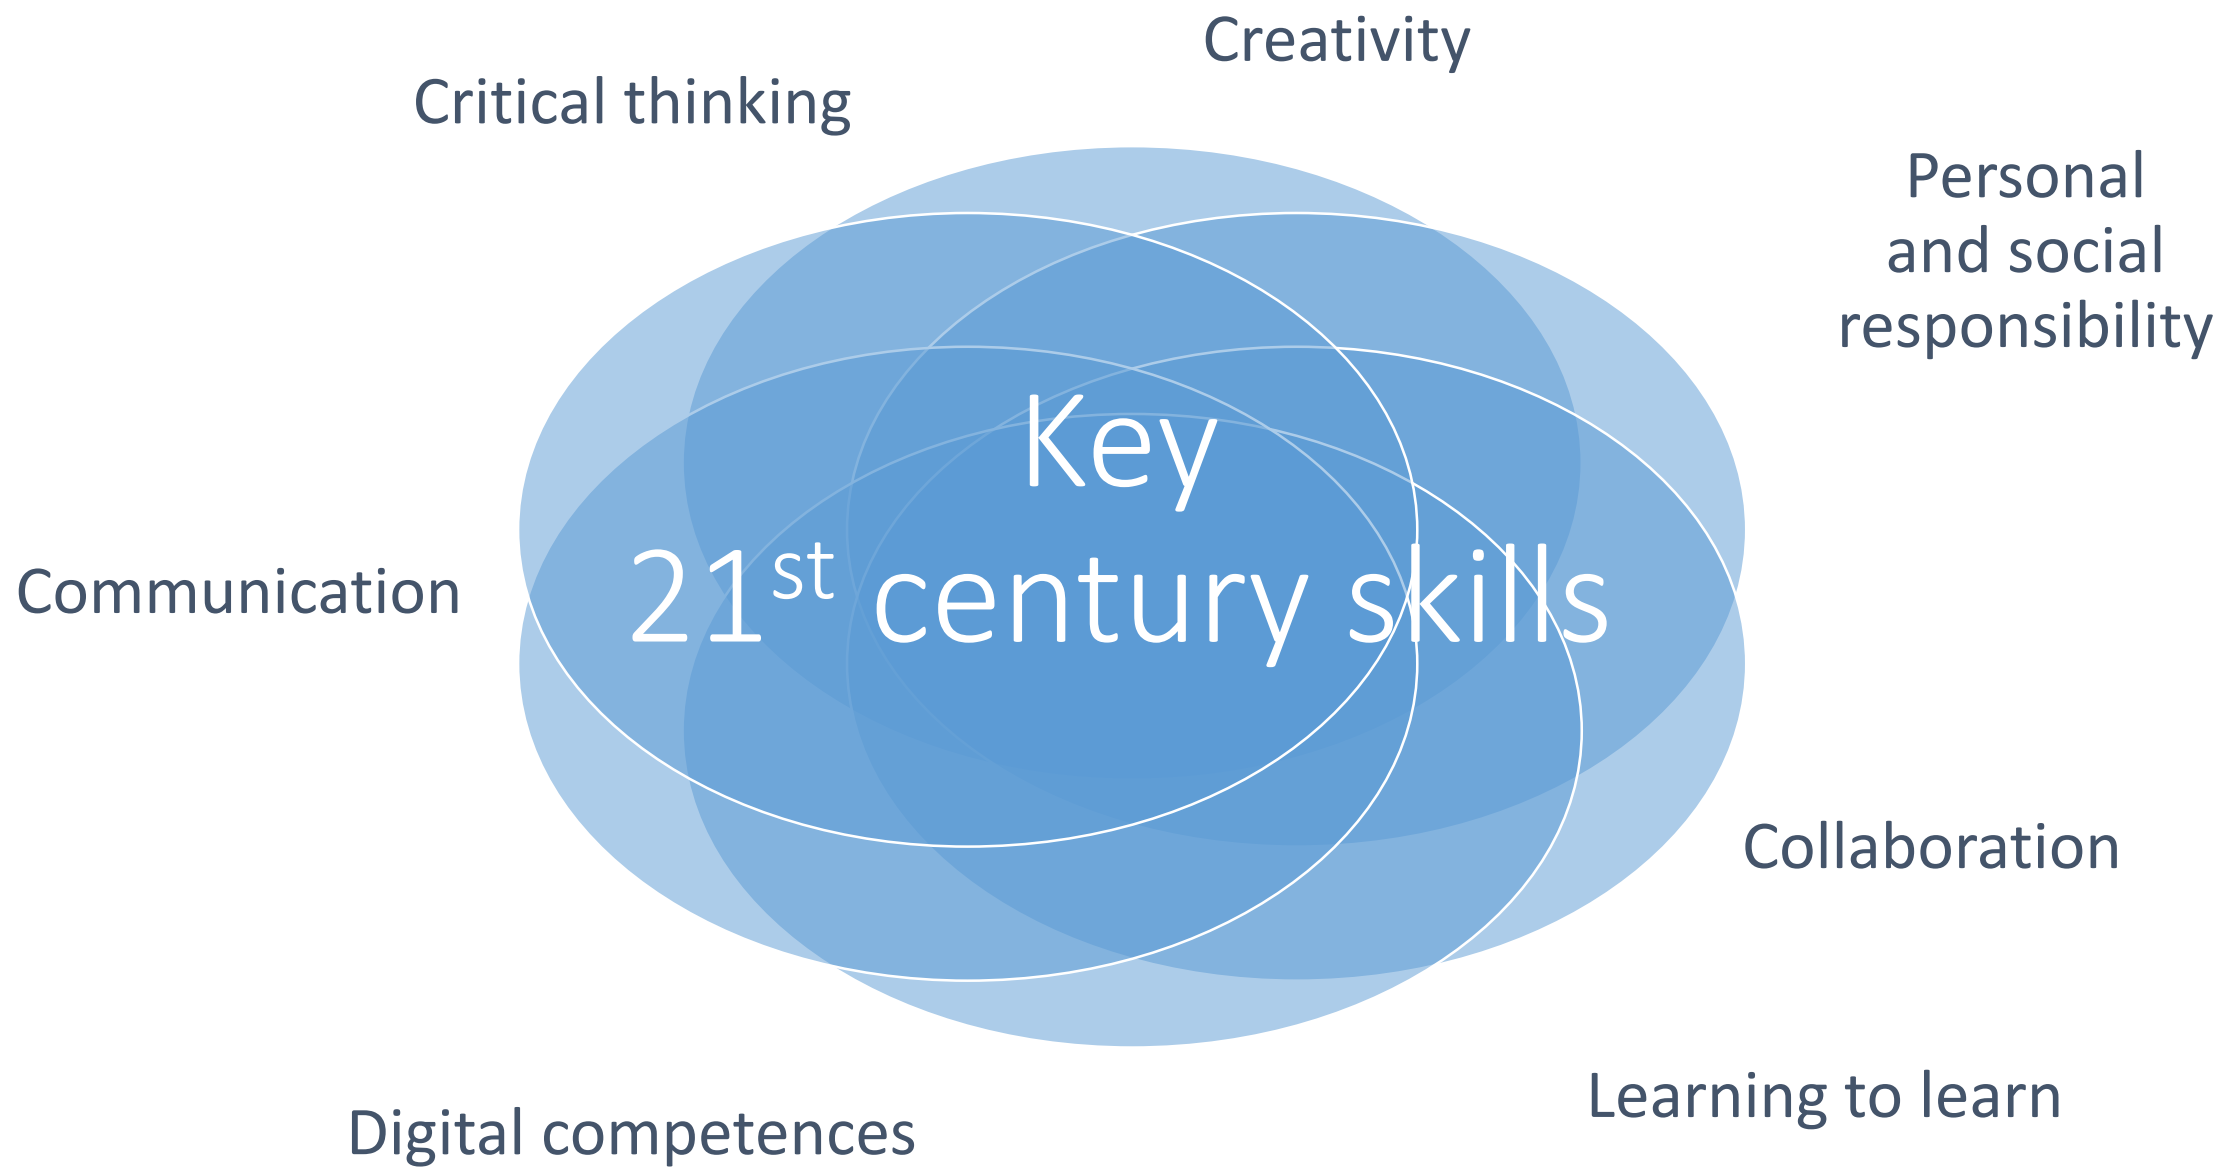 Creativity
Critical thinking
Personal
and social
responsibility
Key
21st century skills
Communication
Collaboration
Learning to learn
Digital competences